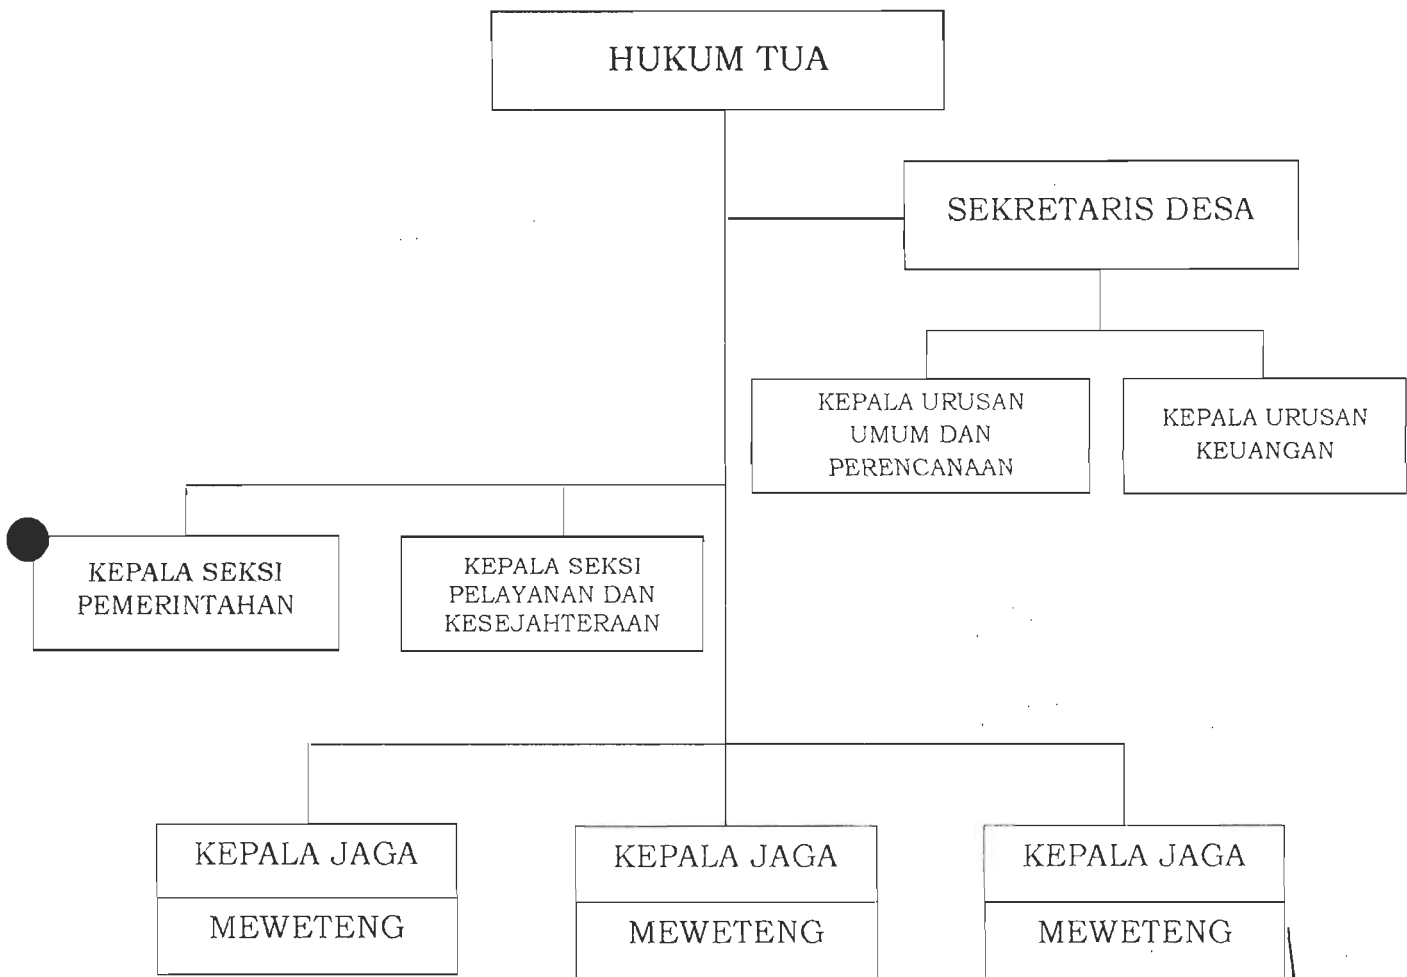 HUKUM TUA
SEKRETARIS DESA
KEPALA URUSAN
UMUM DAN
PERENCANAAN
KEPALA URUSAN
KEUANGAN
KEPALA SEKSI
PEMERINTAHAN
KEPALA SEKSI
PELAYANAN DAN
KESEJAHTERAAN
KEPALA JAGA
MEWETENG
KEPALA JAGA
MEWETENG
KEPALA JAGA
MEWETENG